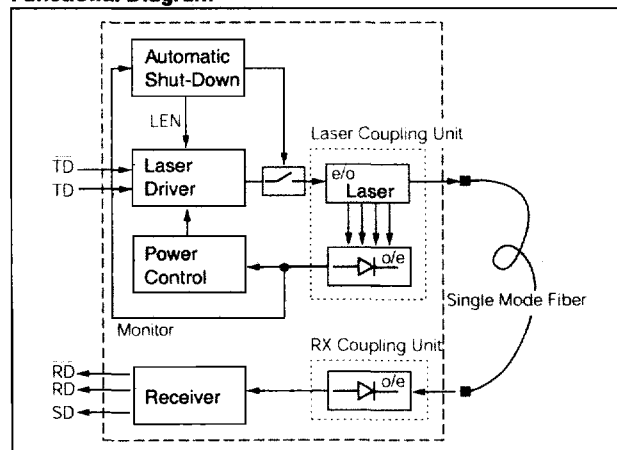 Functional Diagram
Automatic
Shut-Down
LEN
Laser Coupling Unit
TD
TD
Laser
Driver
e/o
Laser
Power
Control
o/e
Single Mode Fiber
Monitor
RX Coupling Unit
RD
RD
SD
Receiver
o/e